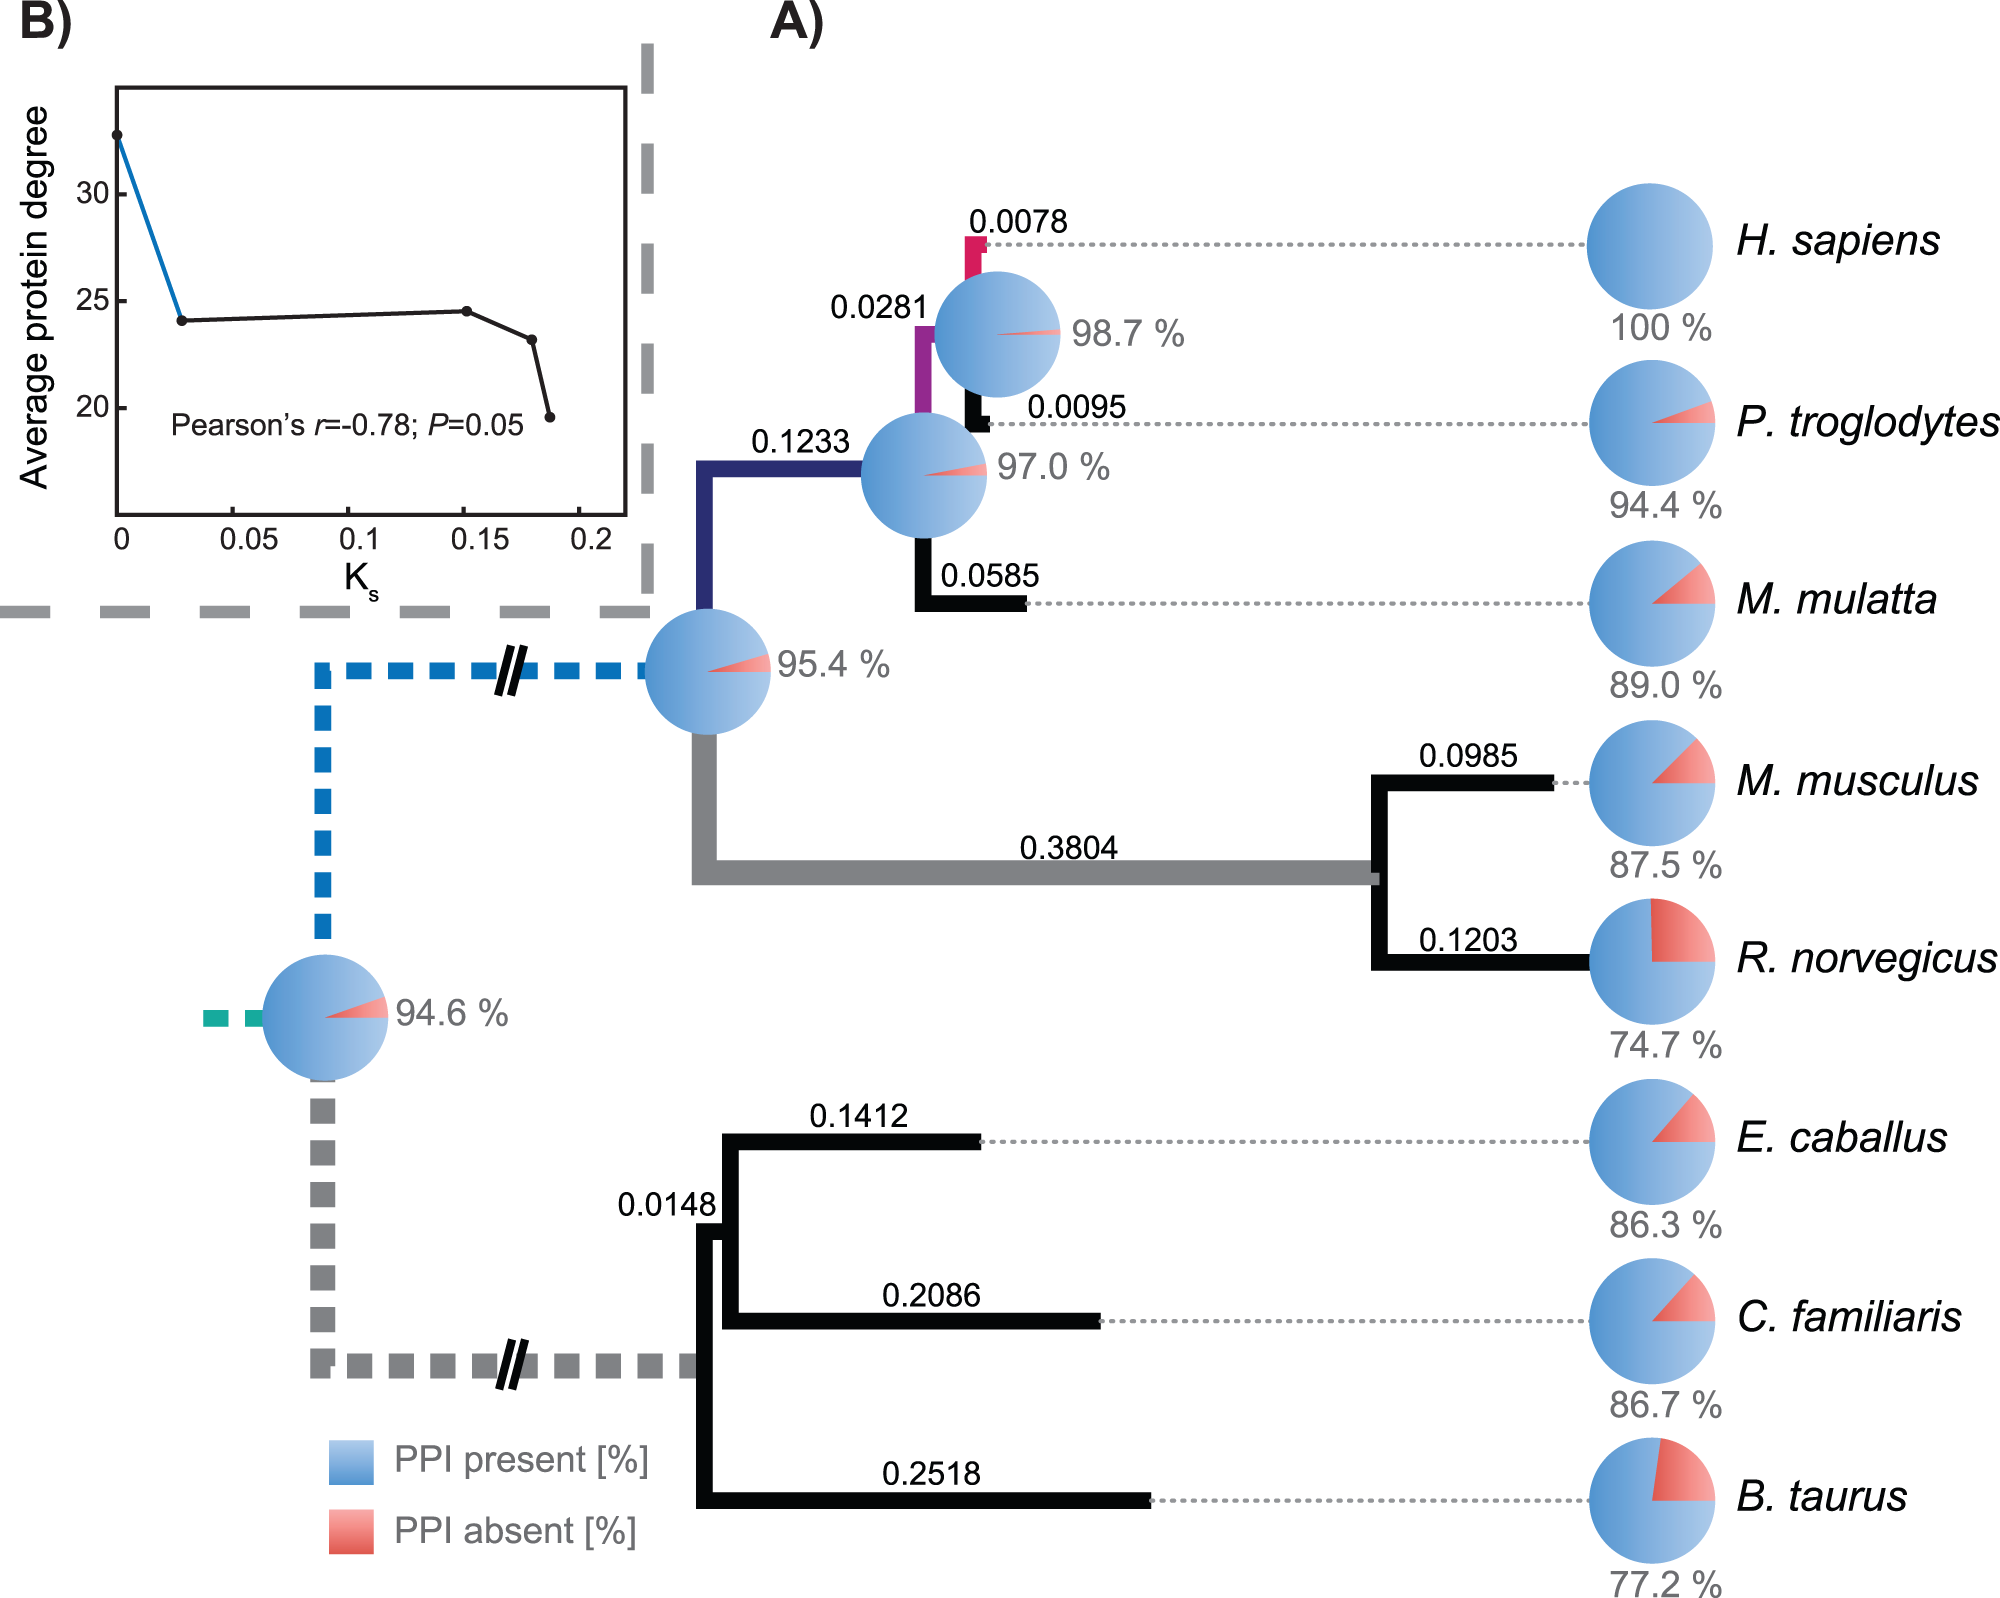 B)
Average protein degree
30
25
20
Pearson's r=-0.78; P=0.05
0 0.05 0.1 0.15 0.2
Ks
A)
0.0078
H. sapiens
100 %
0.0281
98.7 %
0.0095
P. troglodytes
94.4 %
0.1233
97.0 %
0.0585
M. mulatta
89.0 %
95.4 %
0.0985
M. musculus
87.5 %
0.3804
0.1203
R. norvegicus
74.7 %
94.6 %
0.1412
E. caballus
86.3 %
0.0148
0.2086
C. familiaris
86.7 %
0.2518
B. taurus
77.2 %
PPI present [%]
PPI absent [%]